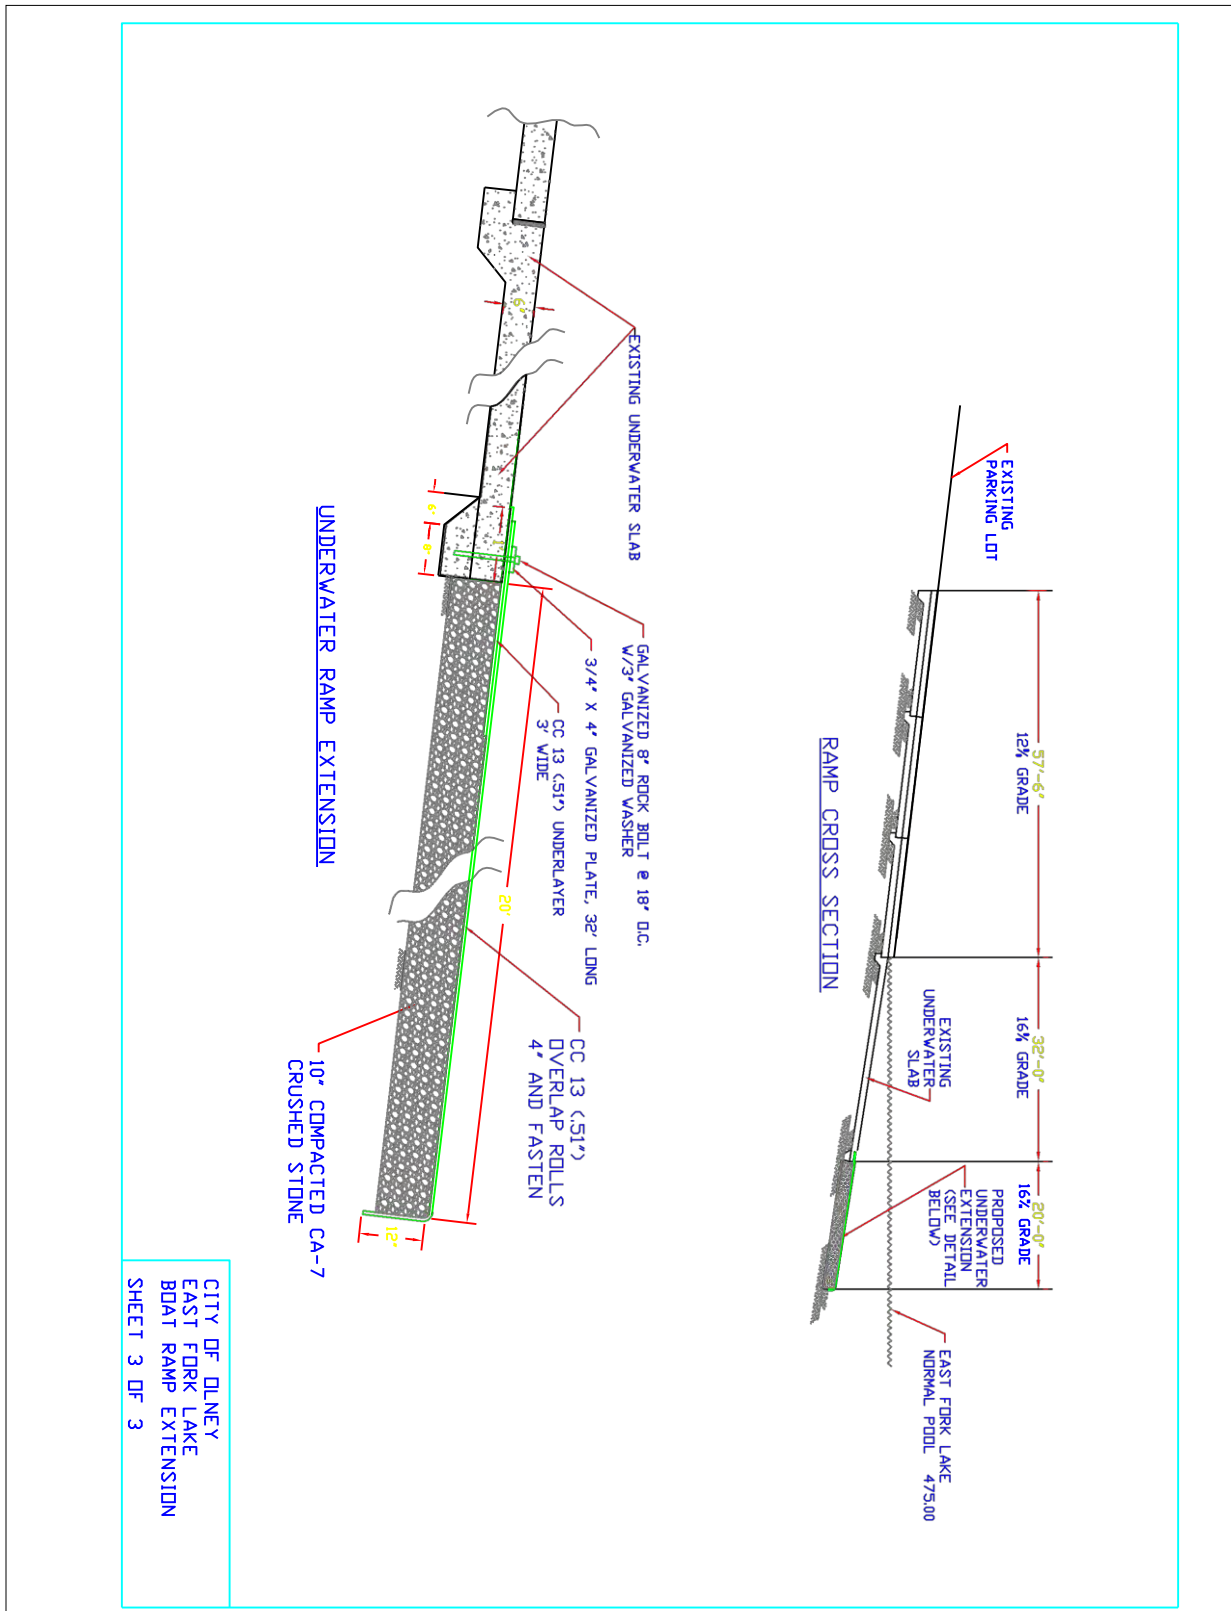 EXISTING
PARKING LOT
57'-6"
12% GRADE
32'-0"
16% GRADE
20'-0"
16% GRADE
EXISTING
UNDERWATER
SLAB
PROPOSED
UNDERWATER
EXTENSION
(SEE DETAIL
BELOW)
EAST FORK LAKE
NORMAL POOL 475.00
RAMP CROSS SECTION
EXISTING UNDERWATER SLAB
GALVANIZED 8" ROCK BOLT @ 18" O.C.
W/3" GALVANIZED WASHER
3/4" X 4" GALVANIZED PLATE, 32' LONG
CC 13 (.51") UNDERLAYER
3' WIDE
CC 13 (.51")
OVERLAP ROLLS
4" AND FASTEN
6"
1'
20'
6"
8"
12"
10" COMPACTED CA-7
CRUSHED STONE
UNDERWATER RAMP EXTENSION
CITY OF OLNEY
EAST FORK LAKE
BOAT RAMP EXTENSION
SHEET 3 OF 3